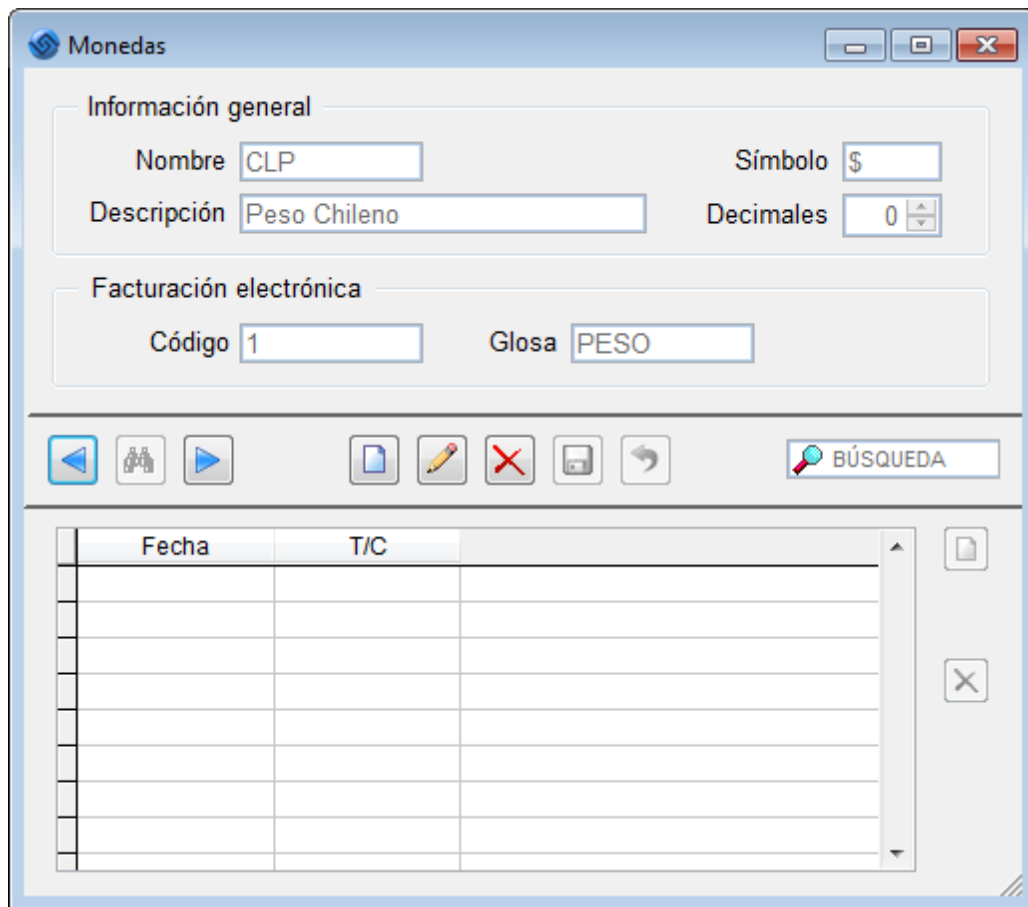 Monedas
Información general
Nombre CLP Símbolo $
Descripción Peso Chileno Decimales 0
Facturación electrónica
Código 1 Glosa PESO
BÚSQUEDA
Fecha T/C